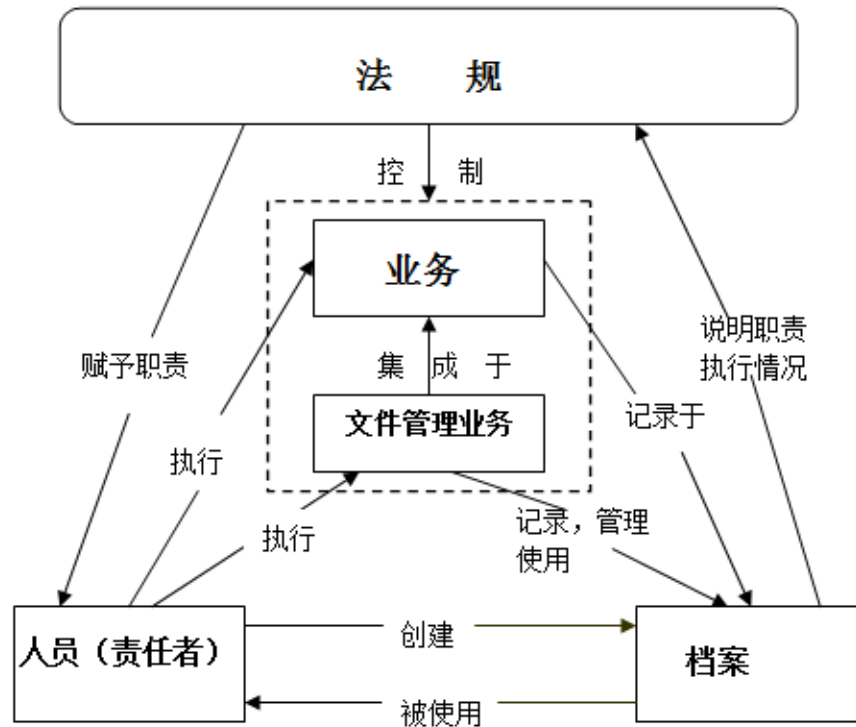 法 规
控 制
业务
赋予职责
集 成 于
说明职责
执行情况
文件管理业务
记录于
执行
执行
记录，管理
使用
人员（责任者）
创建
档案
被使用